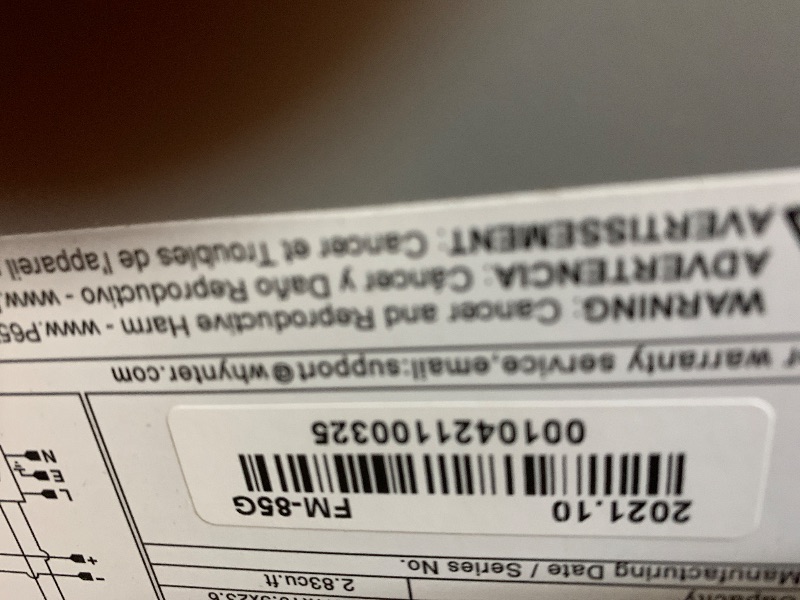 Capacity
2.83cu.ft
Manufacturing Date / Series No.
2021.10 FM-85G
0010421100325
warranty service,email:support@whynter.com
WARNING: Cancer and Reproductive Harm - www.P65
ADVERTENCIA: Cáncer y Daño Reproductivo - www.
AVERTISSEMENT: Cancer et Troubles de l'appareil
- 
+
L
E
N